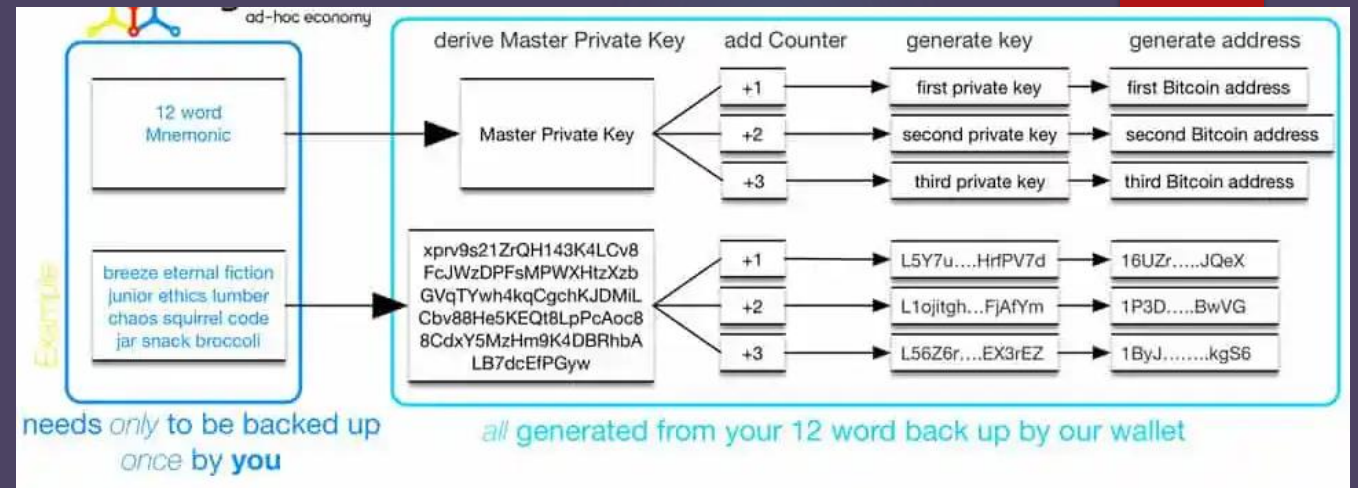 ad-hoc economy
derive Master Private Key
add Counter
generate key
generate address
12 word
Mnemonic
Master Private Key
+1
first private key
first Bitcoin address
+2
second private key
second Bitcoin address
+3
third private key
third Bitcoin address
Example
breeze eternal fiction
junior ethics lumber
chaos squirrel code
jar snack broccoli
xprv9s21ZrQH143K4LCv8
FcJWzDPFsMPWXHtzXzb
GVqTYwh4kqCgchKJDMiL
Cbv88He5KEQt8LpPcAoc8
8CdxY5MzHm9K4DBRhbA
LB7dcEfPGyw
+1
L5Y7u....HrfPV7d
16UZr.....JQeX
+2
L1ojitgh...FjAfYm
1P3D.....BwVG
+3
L56Z6r....EX3rEZ
1ByJ........kgS6
needs only to be backed up
once by you
all generated from your 12 word back up by our wallet